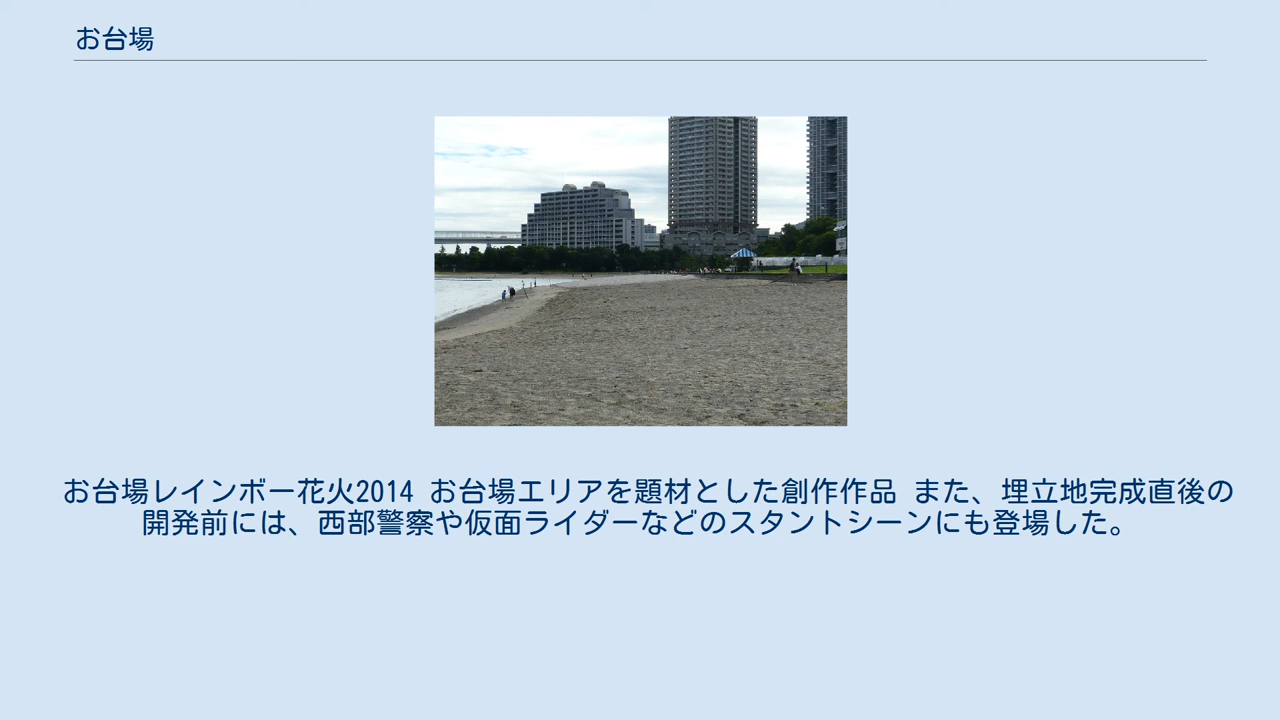 お台場
お台場レインボー花火2014 お台場エリアを題材とした創作作品 また、埋立地完成直後の
開発前には、西部警察や仮面ライダーなどのスタントシーンにも登場した。